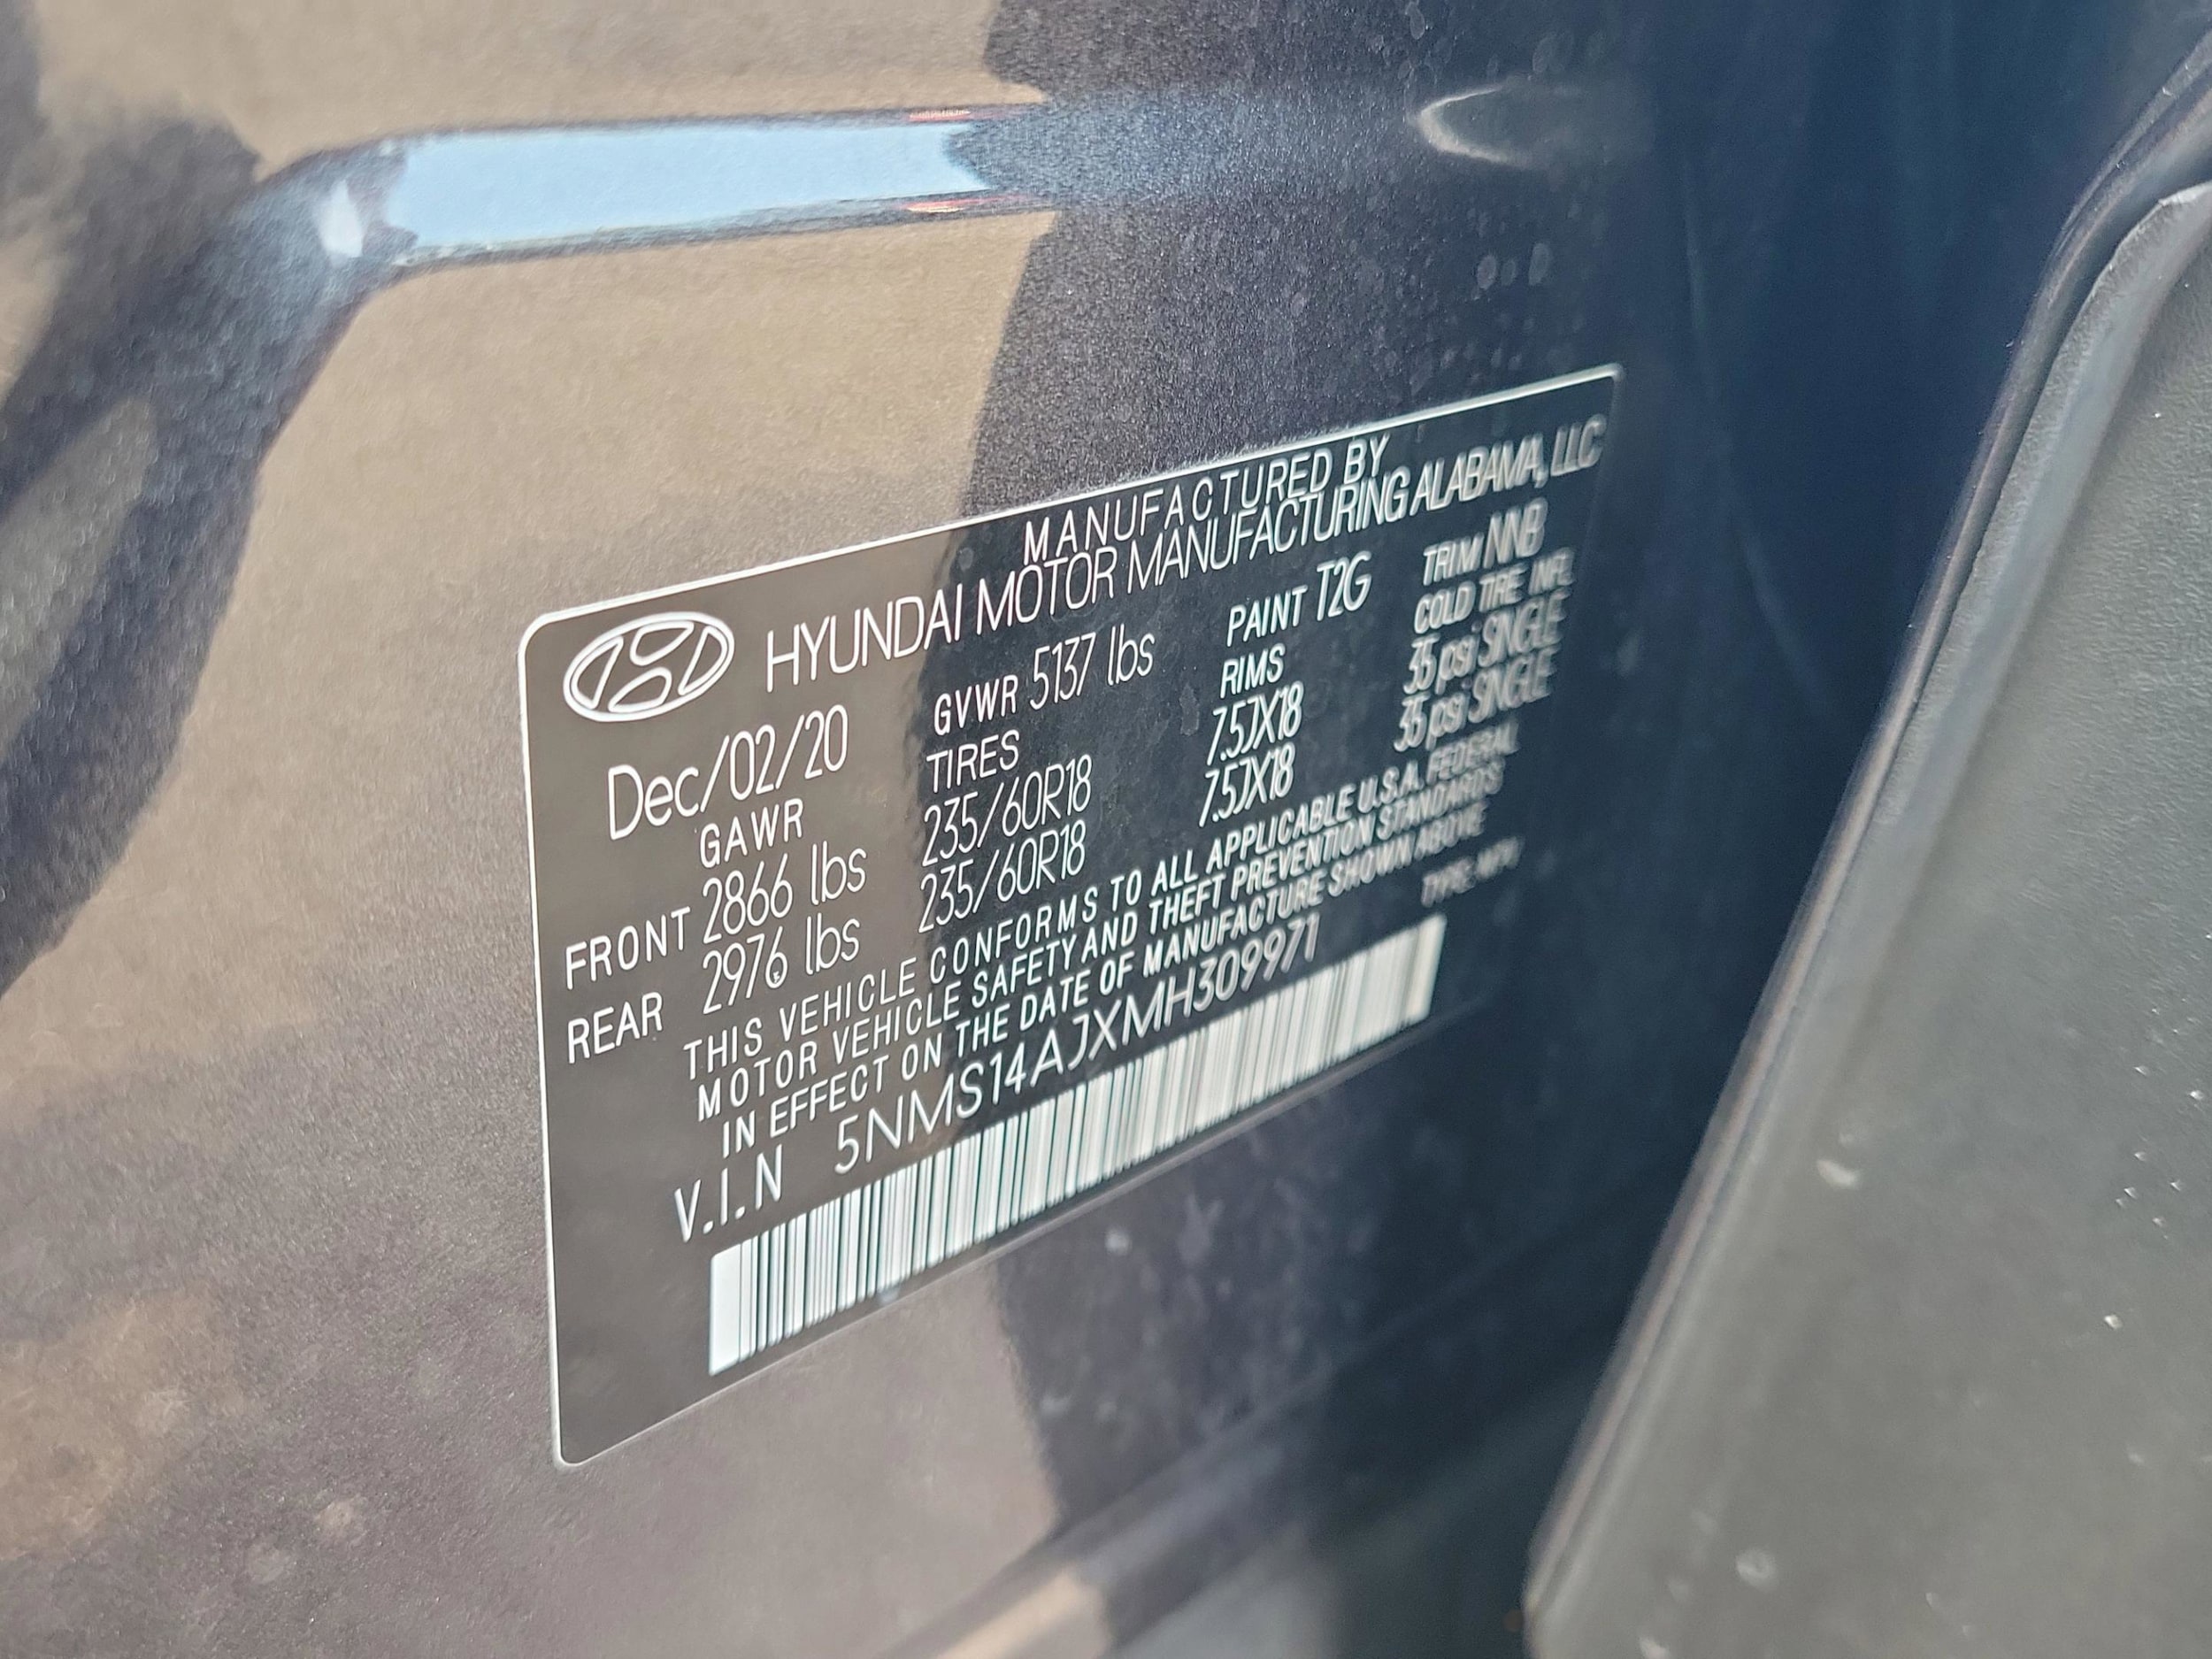 MANUFACTURED BY
HYUNDAI MOTOR MANUFACTURING ALABAMA, LLC
Dec/02/20 GVWR 5137 lbs PAINT T2G TRIM NNB
GAWR TIRES RIMS COLD TIRE INFL
FRONT 2866 lbs 235/60R18 7.5JX18 35 psi SINGLE
REAR 2976 lbs 235/60R18 7.5JX18 35 psi SINGLE
THIS VEHICLE CONFORMS TO ALL APPLICABLE U.S.A. FEDERAL
MOTOR VEHICLE SAFETY AND THEFT PREVENTION STANDARDS
IN EFFECT ON THE DATE OF MANUFACTURE SHOWN ABOVE
V.I.N 5NMS14AJXMH309971 TYPE: MPV